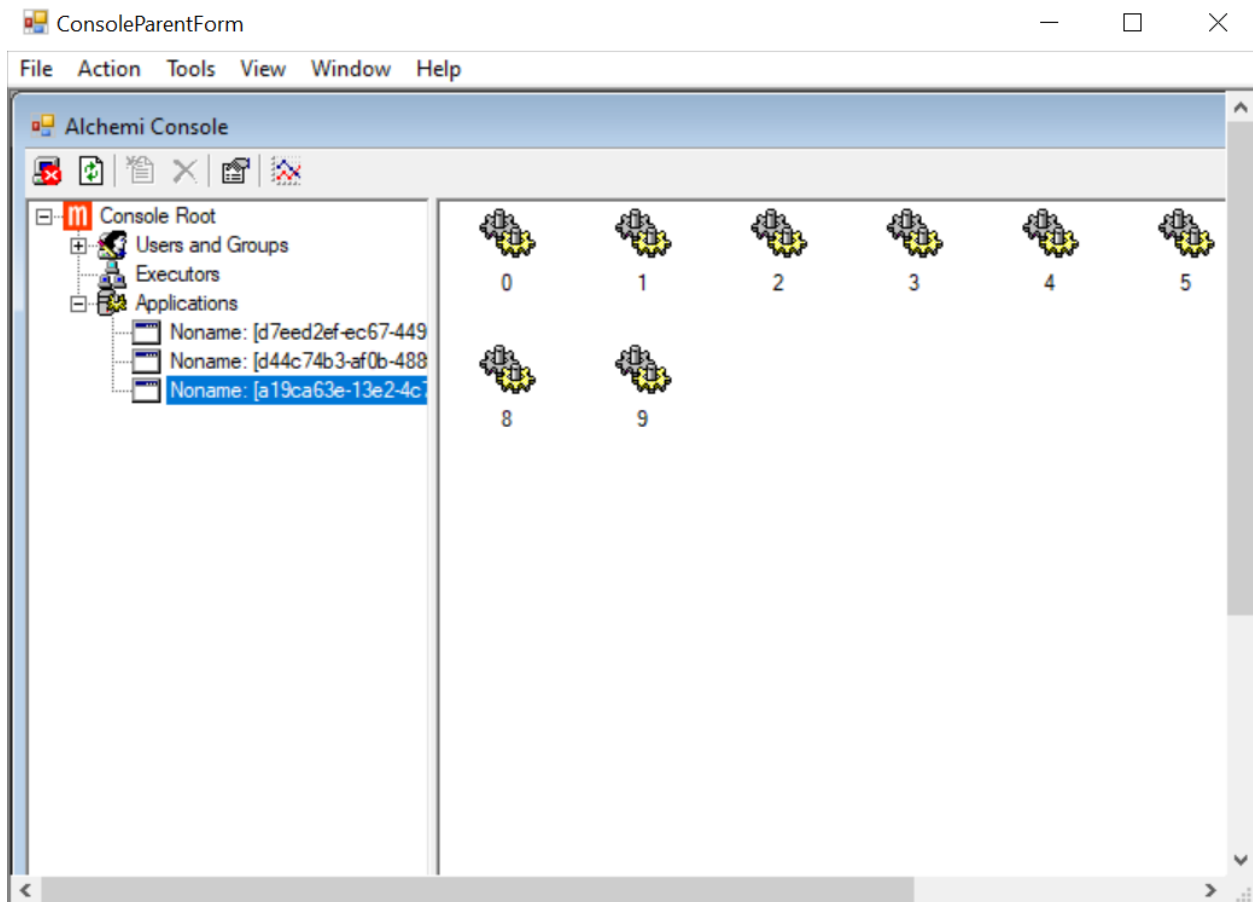 ConsoleParentForm
File Action Tools View Window Help
Alchemi Console
Console Root
Users and Groups
Executors
Applications
Noname: [d7eed2ef-ec67-449
Noname: [d44c74b3-af0b-488
Noname: [a19ca63e-13e2-4c7
0 1 2 3 4 5
8 9